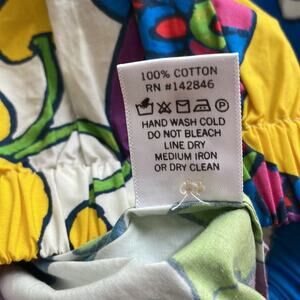 100% COTTON
RN #142846
HAND WASH COLD
DO NOT BLEACH
LINE DRY
MEDIUM IRON
OR DRY CLEAN